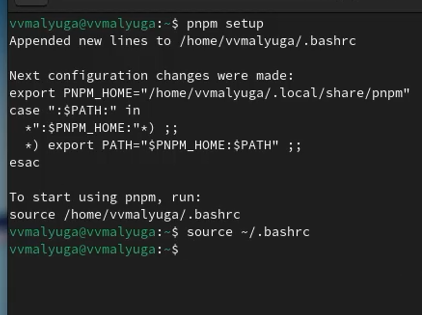 vvmalyuga@vvmalyuga:~$ pnpm setup
Appended new lines to /home/vvmalyuga/.bashrc
Next configuration changes were made:
export PNPM_HOME="/home/vvmalyuga/.local/share/pnpm"
case ":$PATH:" in
  *":$PNPM_HOME:"*) ;;
  *) export PATH="$PNPM_HOME:$PATH" ;;
esac
To start using pnpm, run:
source /home/vvmalyuga/.bashrc
vvmalyuga@vvmalyuga:~$ source ~/.bashrc
vvmalyuga@vvmalyuga:~$